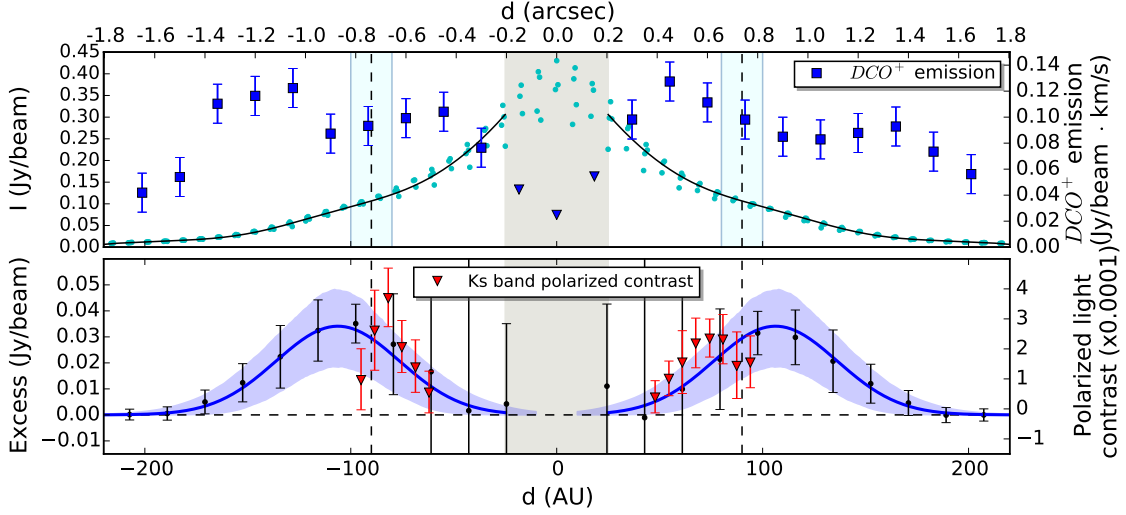 d (arcsec)
-1.8 -1.6 -1.4 -1.2 -1.0 -0.8 -0.6 -0.4 -0.2 0.0 0.2 0.4 0.6 0.8 1.0 1.2 1.4 1.6 1.8
I (Jy/beam)
0.45
0.40
0.35
0.30
0.25
0.20
0.15
0.10
0.05
0.00
DCO⁺ emission
0.14
0.12
0.10
0.08
0.06
0.04
0.02
0.00
DCO⁺ emission
(Jy/beam · km/s)
Excess (Jy/beam)
0.05
0.04
0.03
0.02
0.01
0.00
−0.01
Ks band polarized contrast
4
3
2
1
0
−1
Polarized light
contrast (x0.0001)
−200 −100 0 100 200
d (AU)